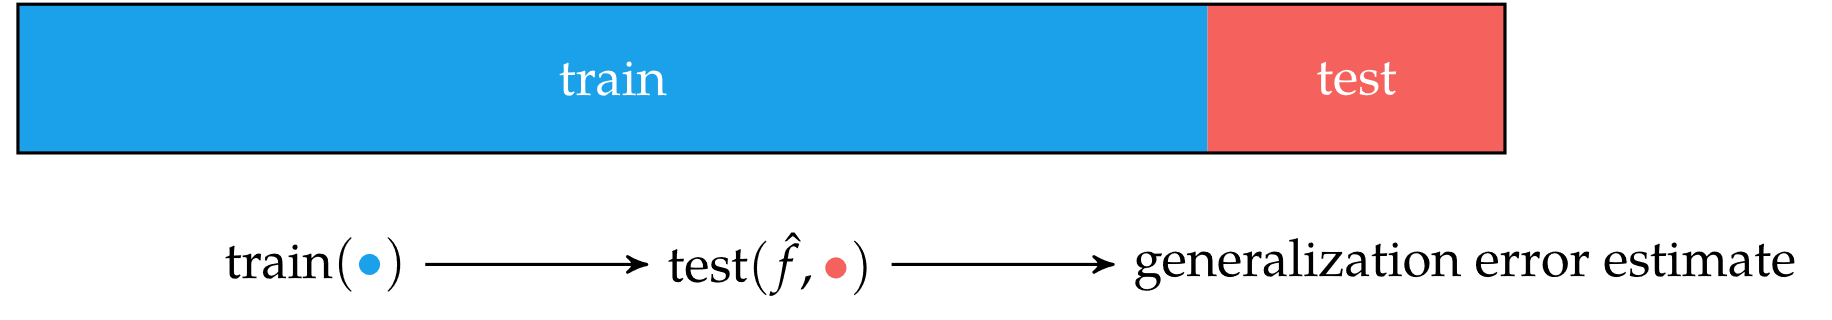 train test
train(•) ⟶ test(f̂, •) ⟶ generalization error estimate